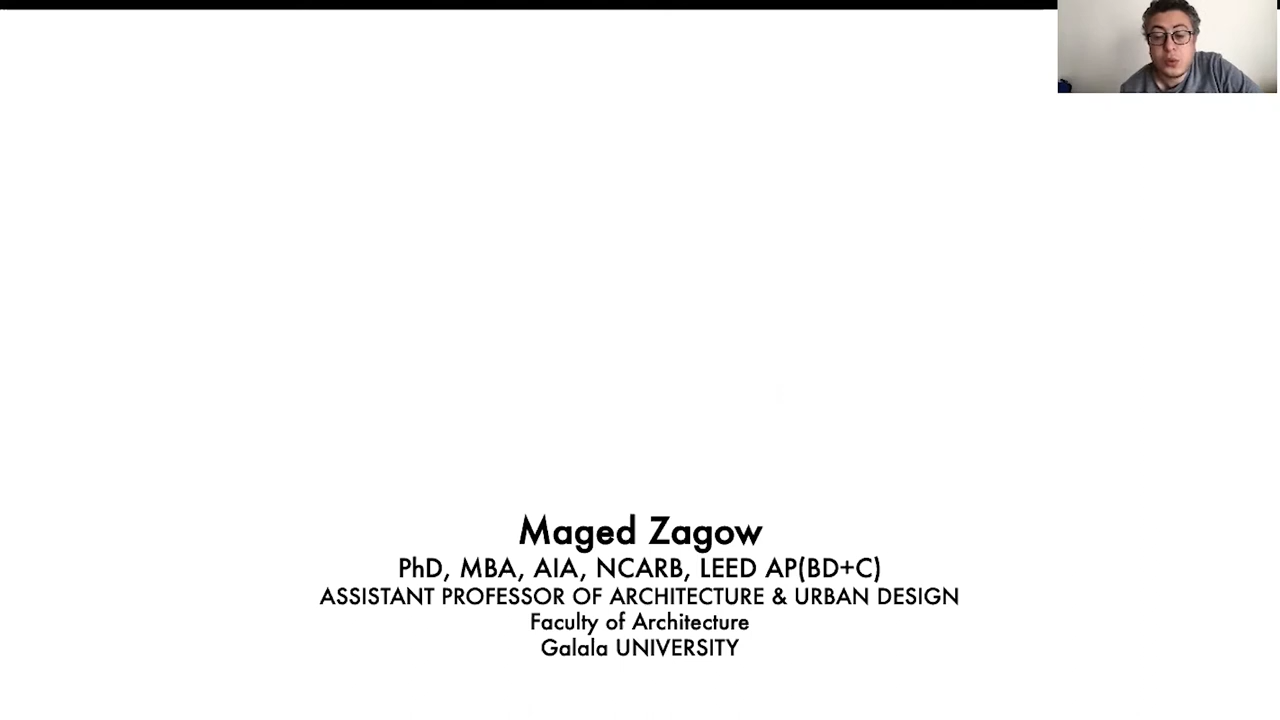 Maged Zagow
PhD, MBA, AIA, NCARB, LEED AP(BD+C)
ASSISTANT PROFESSOR OF ARCHITECTURE & URBAN DESIGN
Faculty of Architecture
Galala UNIVERSITY